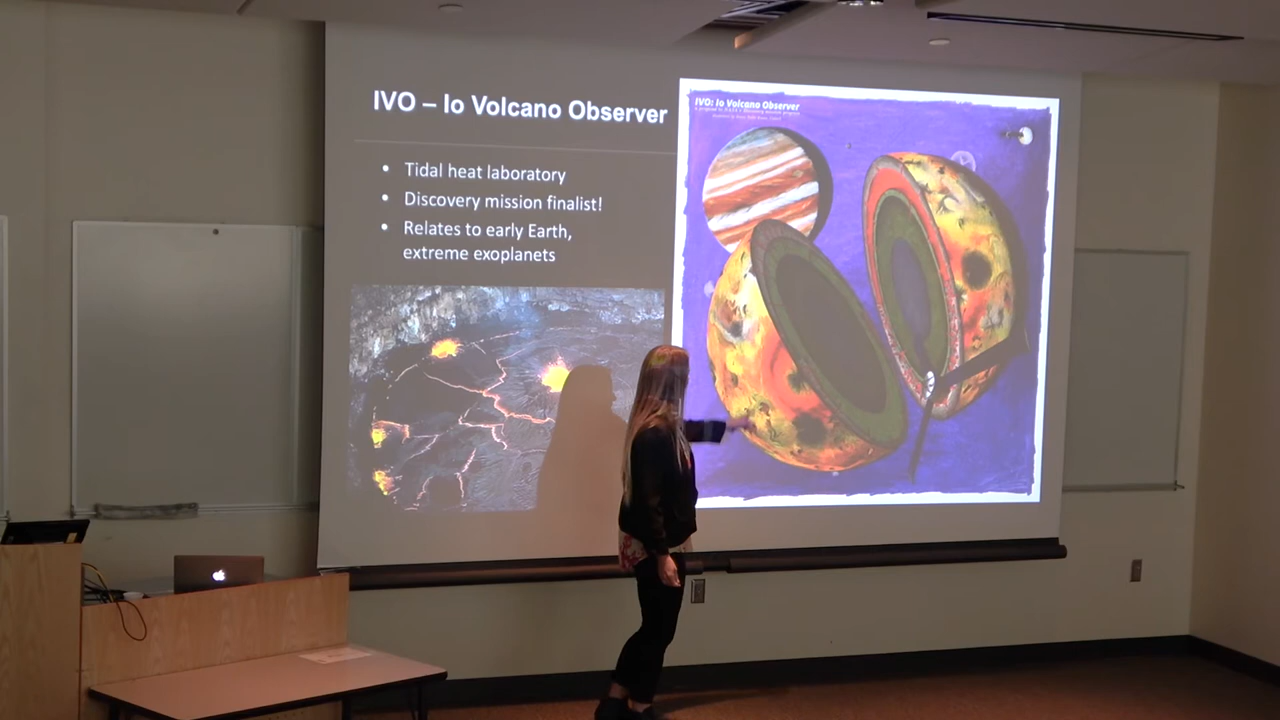 IVO – Io Volcano Observer
• Tidal heat laboratory
• Discovery mission finalist!
• Relates to early Earth,
extreme exoplanets
IVO: Io Volcano Observer